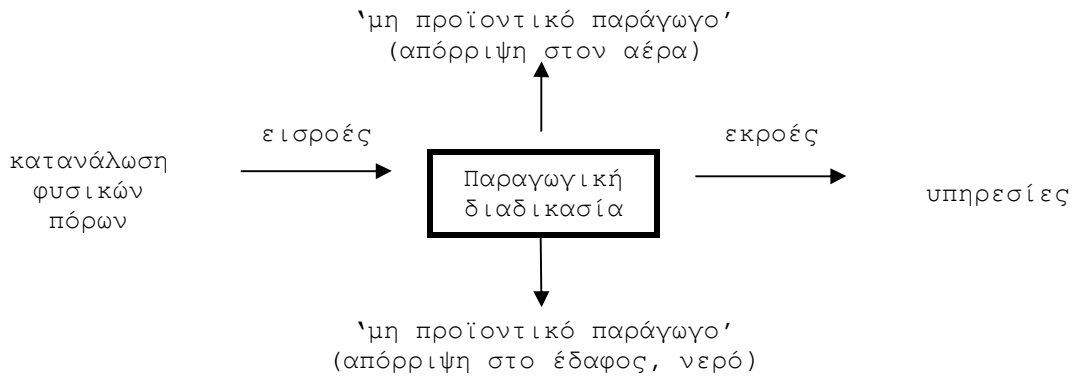 ‘μη προϊοντικό παράγωγο’
(απόρριψη στον αέρα)
εισροές
εκροές
κατανάλωση
φυσικών
πόρων
Παραγωγική
διαδικασία
υπηρεσίες
‘μη προϊοντικό παράγωγο’
(απόρριψη στο έδαφος, νερό)